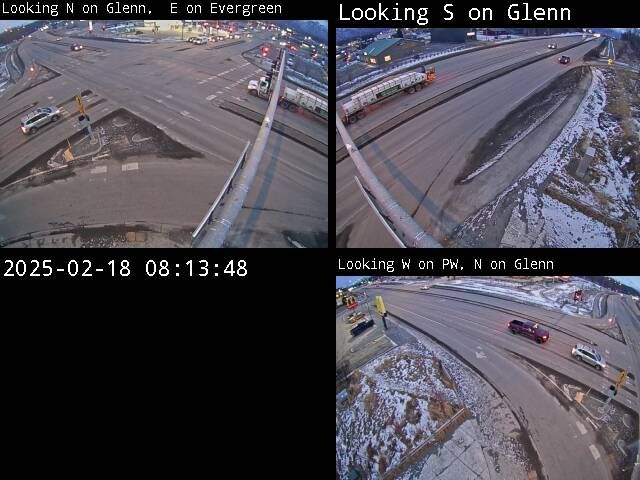 Looking N on Glenn,  E on Evergreen
Looking S on Glenn
2025-02-18 08:13:48
Looking W on PW, N on Glenn